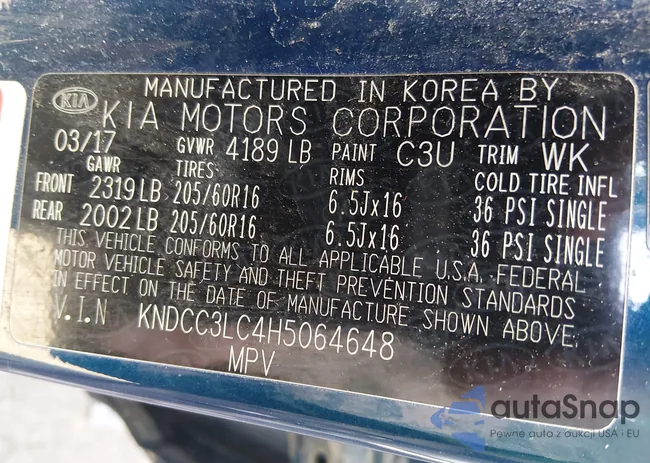 MANUFACTURED IN KOREA BY
KIA KIA MOTORS CORPORATION
03/17 GVWR 4189 LB PAINT C3U TRIM WK
GAWR TIRES RIMS COLD TIRE INFL
FRONT 2319 LB 205/60R16 6.5Jx16 36 PSI SINGLE
REAR 2002 LB 205/60R16 6.5Jx16 36 PSI SINGLE
THIS VEHICLE CONFORMS TO ALL APPLICABLE U.S.A. FEDERAL
MOTOR VEHICLE SAFETY AND THEFT PREVENTION STANDARDS
IN EFFECT ON THE DATE OF MANUFACTURE SHOWN ABOVE.
V.I.N KNDCC3LC4H5064648
MPV
autaSnap
Pewne auta z aukcji USA i EU